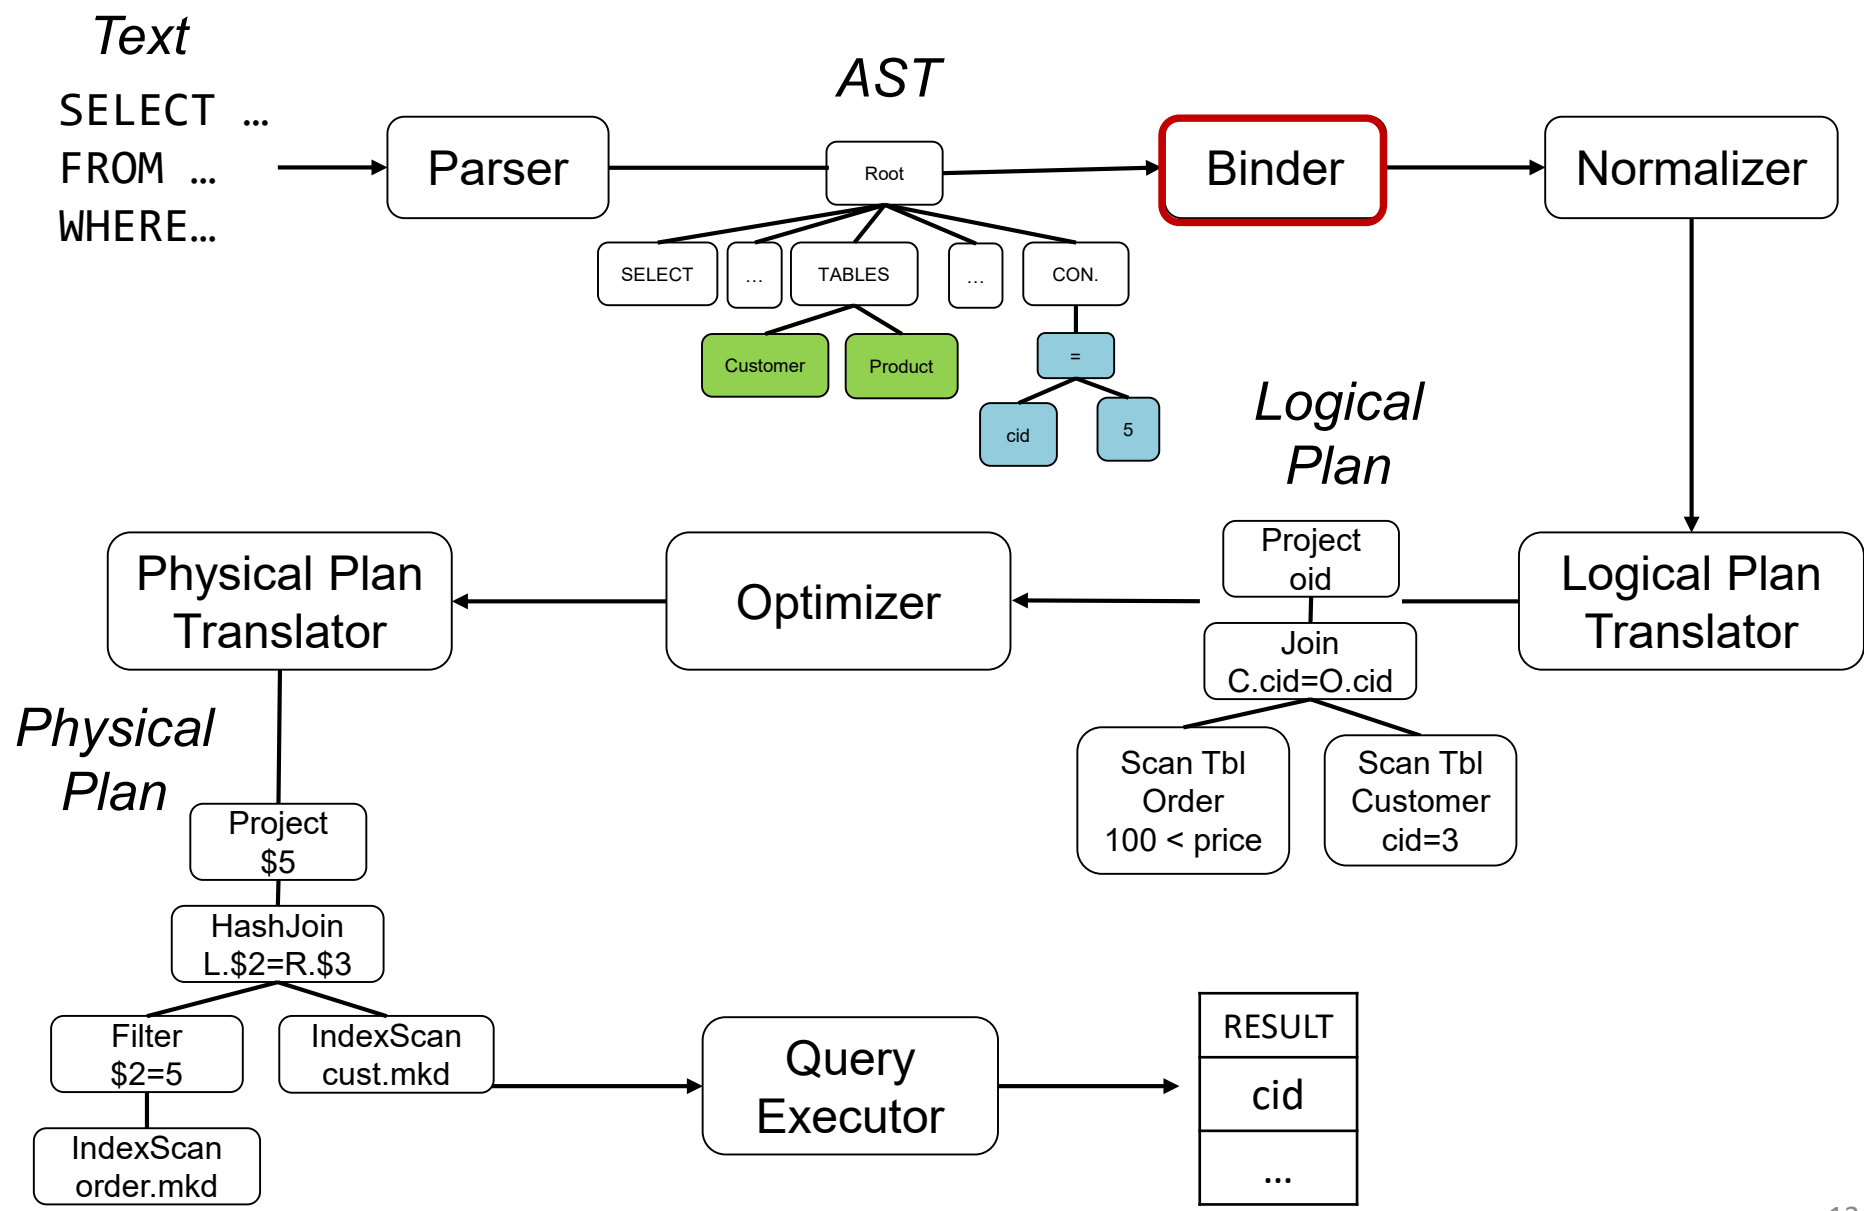 Text
SELECT …
FROM …
WHERE…
Parser
AST
Root
SELECT
...
TABLES
...
CON.
Customer
Product
=
cid
5
Binder
Normalizer
Logical
Plan
Logical Plan
Translator
Project
oid
Join
C.cid=O.cid
Scan Tbl
Order
100 < price
Scan Tbl
Customer
cid=3
Optimizer
Physical Plan
Translator
Physical
Plan
Project
$5
HashJoin
L.$2=R.$3
Filter
$2=5
IndexScan
order.mkd
IndexScan
cust.mkd
Query
Executor
RESULT
cid
...